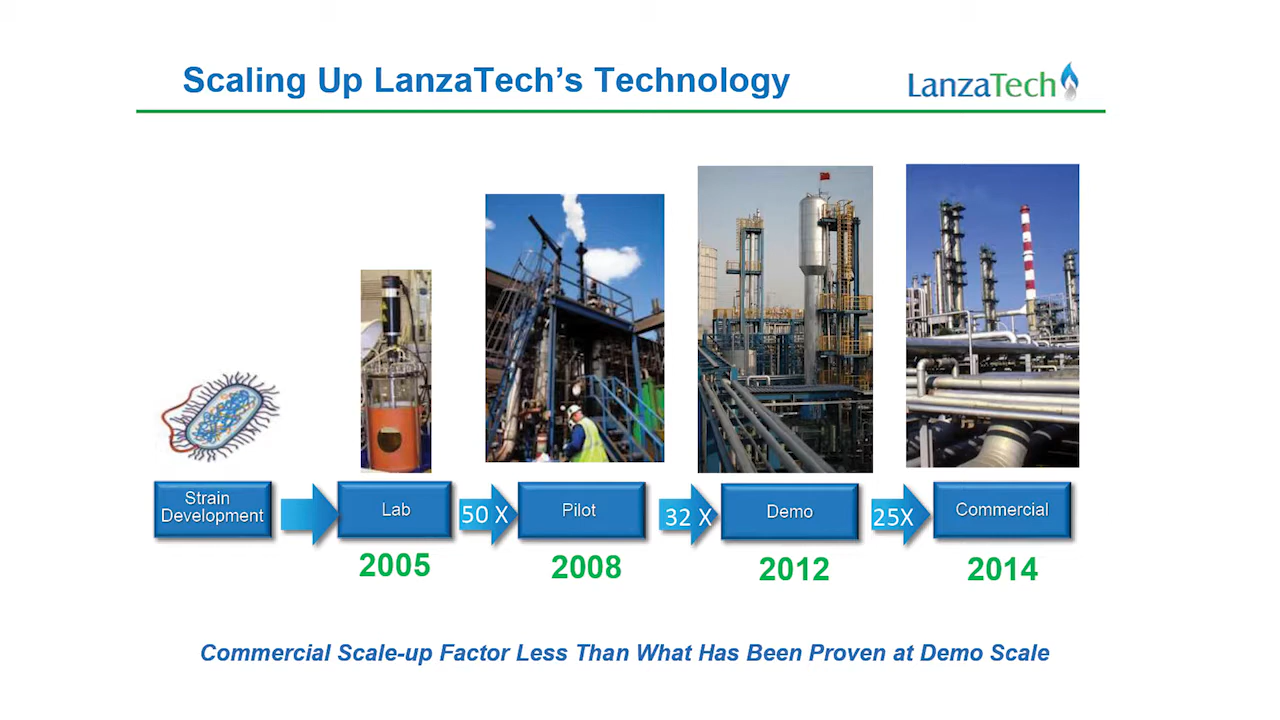 Scaling Up LanzaTech's Technology
LanzaTech
Strain
Development
Lab
50 X
Pilot
32 X
Demo
25X
Commercial
2005
2008
2012
2014
Commercial Scale-up Factor Less Than What Has Been Proven at Demo Scale